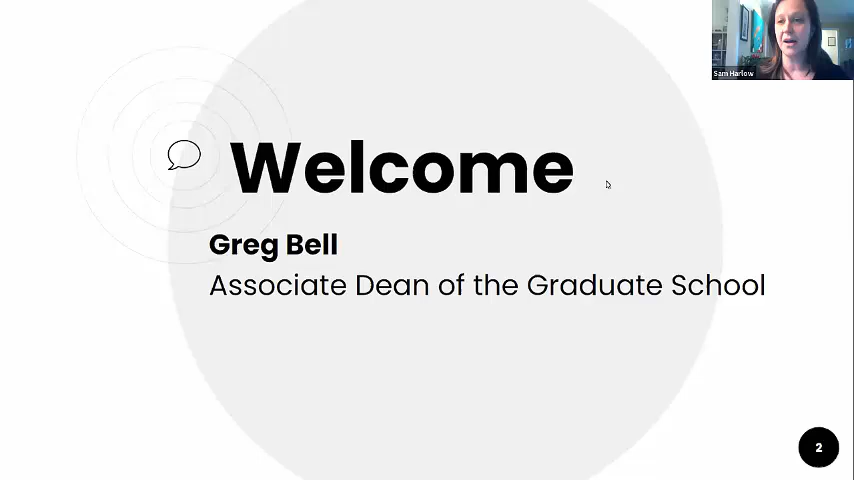 Sam Harlow
Welcome
Greg Bell
Associate Dean of the Graduate School
2